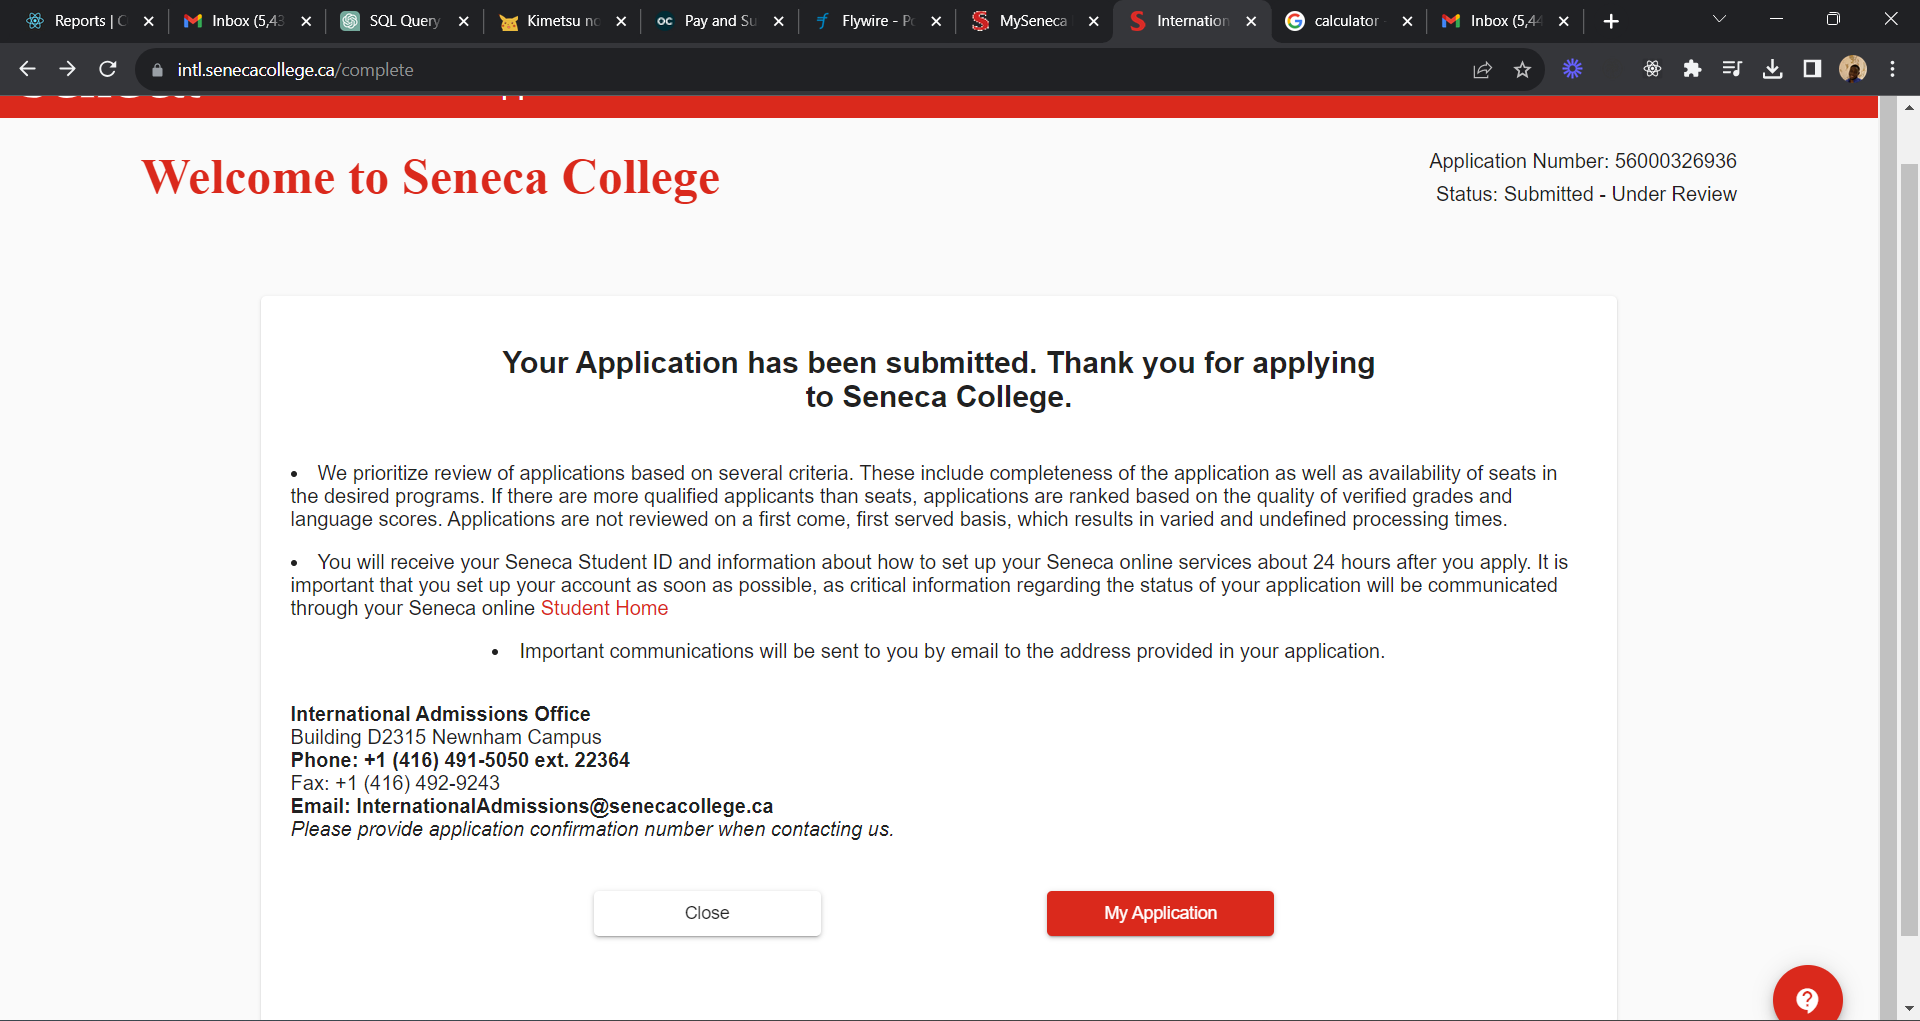 Reports | C
Inbox (5,43
SQL Query
Kimetsu no
oc Pay and Su
Flywire - P
MySeneca
Internation
calculator
Inbox (5,44
intl.senecacollege.ca/complete
Welcome to Seneca College
Application Number: 56000326936
Status: Submitted - Under Review
Your Application has been submitted. Thank you for applying
to Seneca College.
• We prioritize review of applications based on several criteria. These include completeness of the application as well as availability of seats in
the desired programs. If there are more qualified applicants than seats, applications are ranked based on the quality of verified grades and
language scores. Applications are not reviewed on a first come, first served basis, which results in varied and undefined processing times.
• You will receive your Seneca Student ID and information about how to set up your Seneca online services about 24 hours after you apply. It is
important that you set up your account as soon as possible, as critical information regarding the status of your application will be communicated
through your Seneca online Student Home
• Important communications will be sent to you by email to the address provided in your application.
International Admissions Office
Building D2315 Newnham Campus
Phone: +1 (416) 491-5050 ext. 22364
Fax: +1 (416) 492-9243
Email: InternationalAdmissions@senecacollege.ca
Please provide application confirmation number when contacting us.
Close
My Application